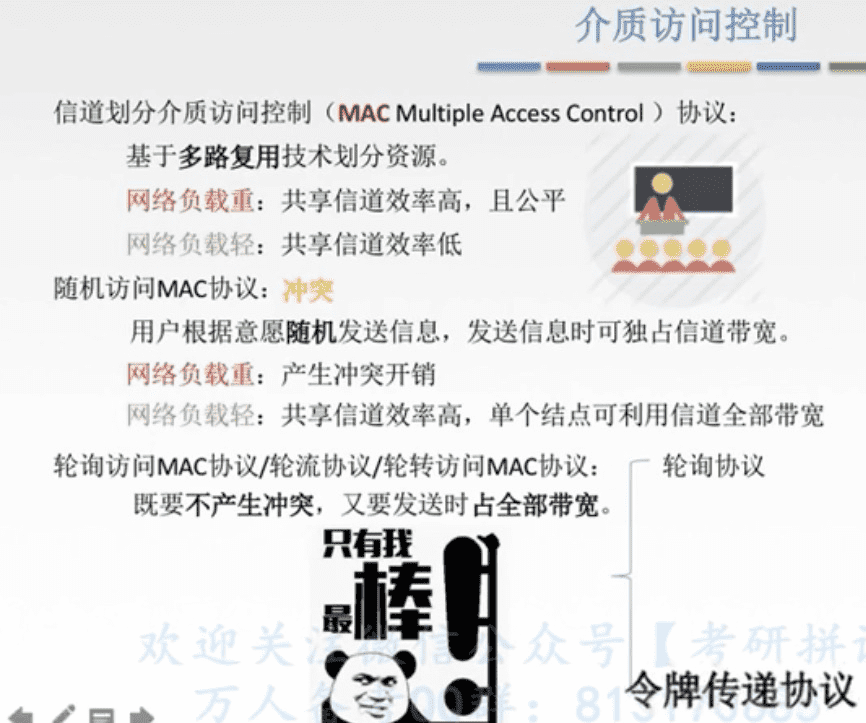 介质访问控制
信道划分介质访问控制（MAC Multiple Access Control ）协议：
基于多路复用技术划分资源。
网络负载重：共享信道效率高，且公平
网络负载轻：共享信道效率低
随机访问MAC协议：冲突
用户根据意愿随机发送信息，发送信息时可独占信道带宽。
网络负载重：产生冲突开销
网络负载轻：共享信道效率高，单个结点可利用信道全部带宽
轮询访问MAC协议/轮流协议/轮转访问MAC协议：
轮询协议
既要不产生冲突，又要发送时占全部带宽。
只有我
最棒
欢迎关注微信公众号【考研拼
令牌传递协议